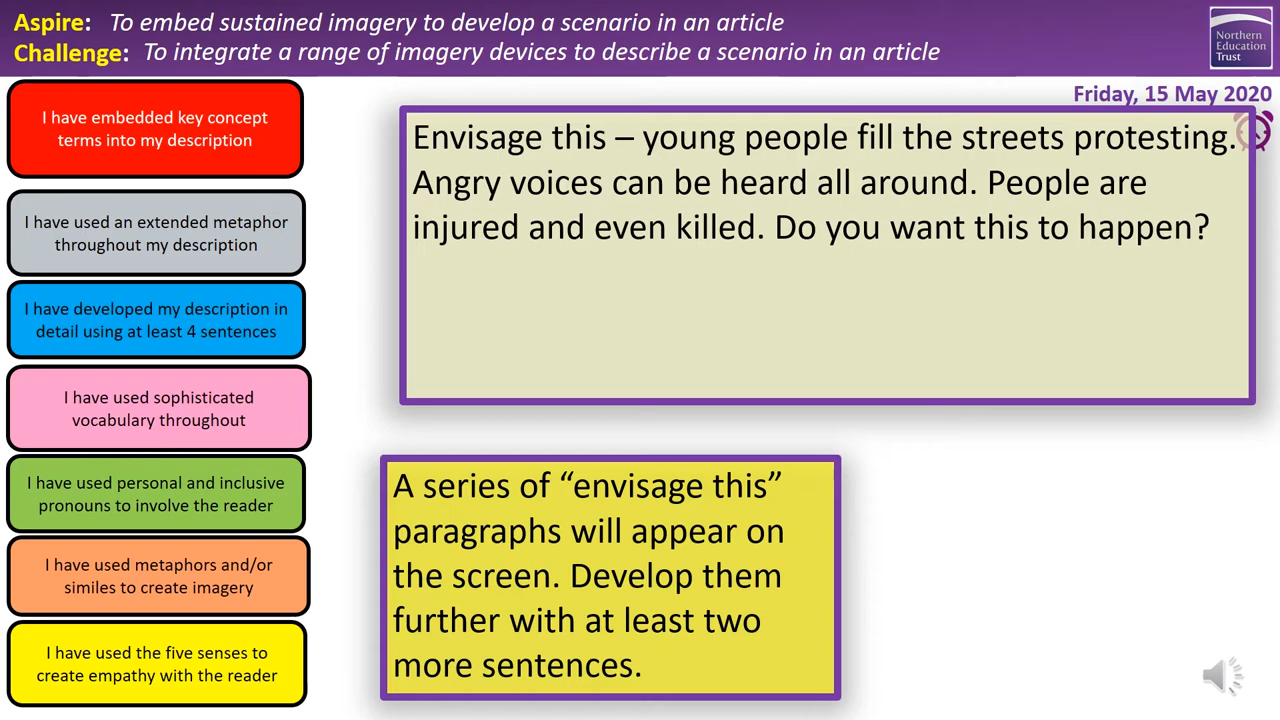 Aspire: To embed sustained imagery to develop a scenario in an article
Challenge: To integrate a range of imagery devices to describe a scenario in an article
Northern
Education
Trust
Friday, 15 May 2020
I have embedded key concept
terms into my description
I have used an extended metaphor
throughout my description
I have developed my description in
detail using at least 4 sentences
I have used sophisticated
vocabulary throughout
I have used personal and inclusive
pronouns to involve the reader
I have used metaphors and/or
similes to create imagery
I have used the five senses to
create empathy with the reader
Envisage this – young people fill the streets protesting.
Angry voices can be heard all around. People are
injured and even killed. Do you want this to happen?
A series of “envisage this”
paragraphs will appear on
the screen. Develop them
further with at least two
more sentences.